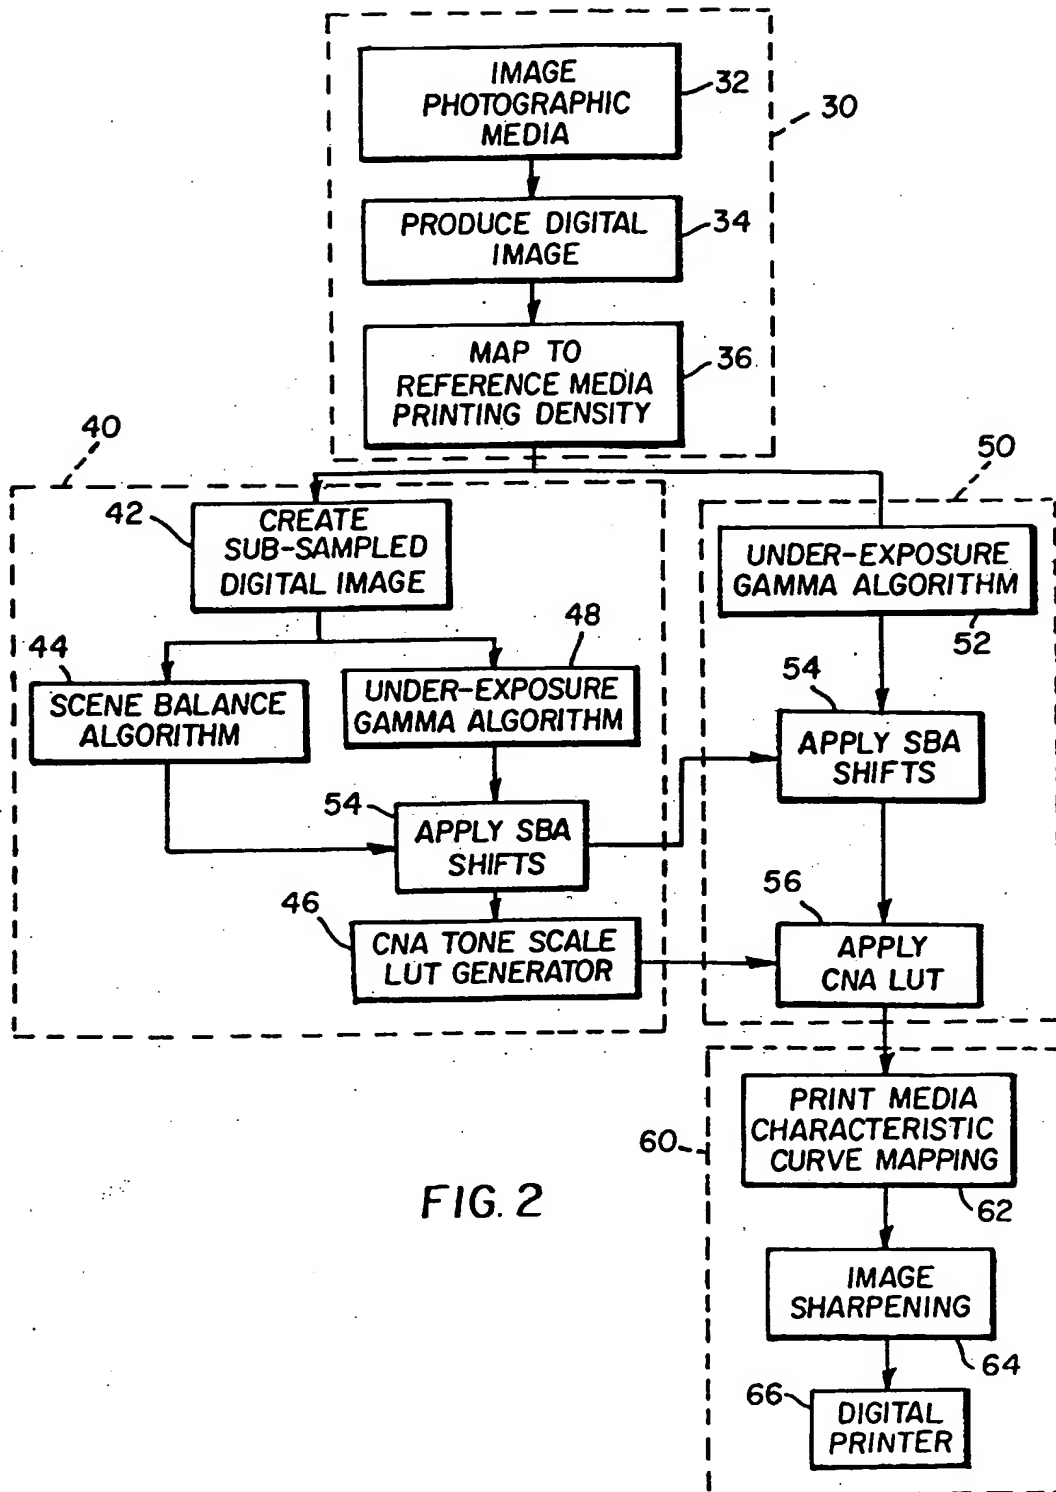 IMAGE
PHOTOGRAPHIC
MEDIA
32
30
PRODUCE DIGITAL
IMAGE
34
MAP TO
REFERENCE MEDIA
PRINTING DENSITY
36
40
50
42
CREATE
SUB-SAMPLED
DIGITAL IMAGE
UNDER-EXPOSURE
GAMMA ALGORITHM
52
44
SCENE BALANCE
ALGORITHM
48
UNDER-EXPOSURE
GAMMA ALGORITHM
54
APPLY SBA
SHIFTS
54
APPLY SBA
SHIFTS
46
CNA TONE SCALE
LUT GENERATOR
56
APPLY
CNA LUT
60
PRINT MEDIA
CHARACTERISTIC
CURVE MAPPING
62
FIG. 2
IMAGE
SHARPENING
64
66
DIGITAL
PRINTER